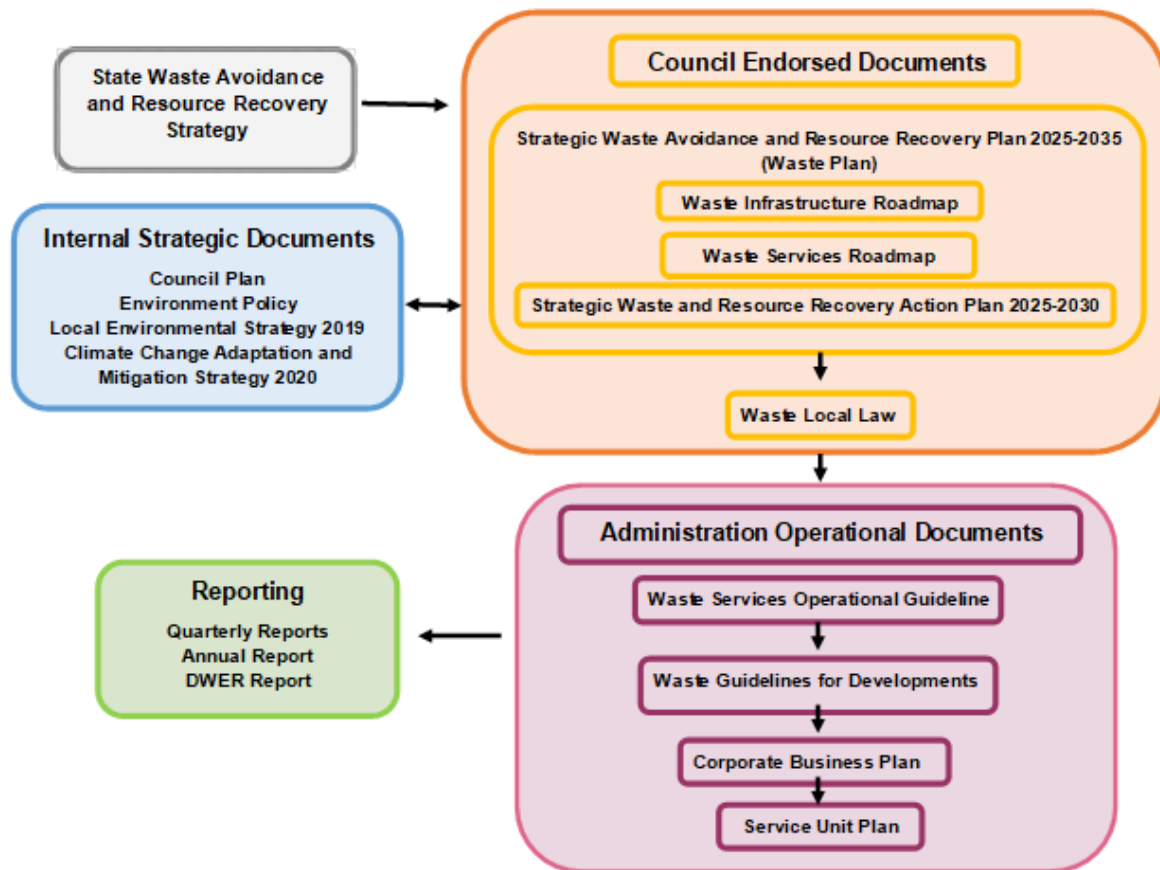 State Waste Avoidance
and Resource Recovery
Strategy
Council Endorsed Documents
Strategic Waste Avoidance and Resource Recovery Plan 2025-2035
(Waste Plan)
Waste Infrastructure Roadmap
Waste Services Roadmap
Strategic Waste and Resource Recovery Action Plan 2025-2030
Waste Local Law
Internal Strategic Documents
Council Plan
Environment Policy
Local Environmental Strategy 2019
Climate Change Adaptation and
Mitigation Strategy 2020
Administration Operational Documents
Waste Services Operational Guideline
Waste Guidelines for Developments
Corporate Business Plan
Service Unit Plan
Reporting
Quarterly Reports
Annual Report
DWER Report